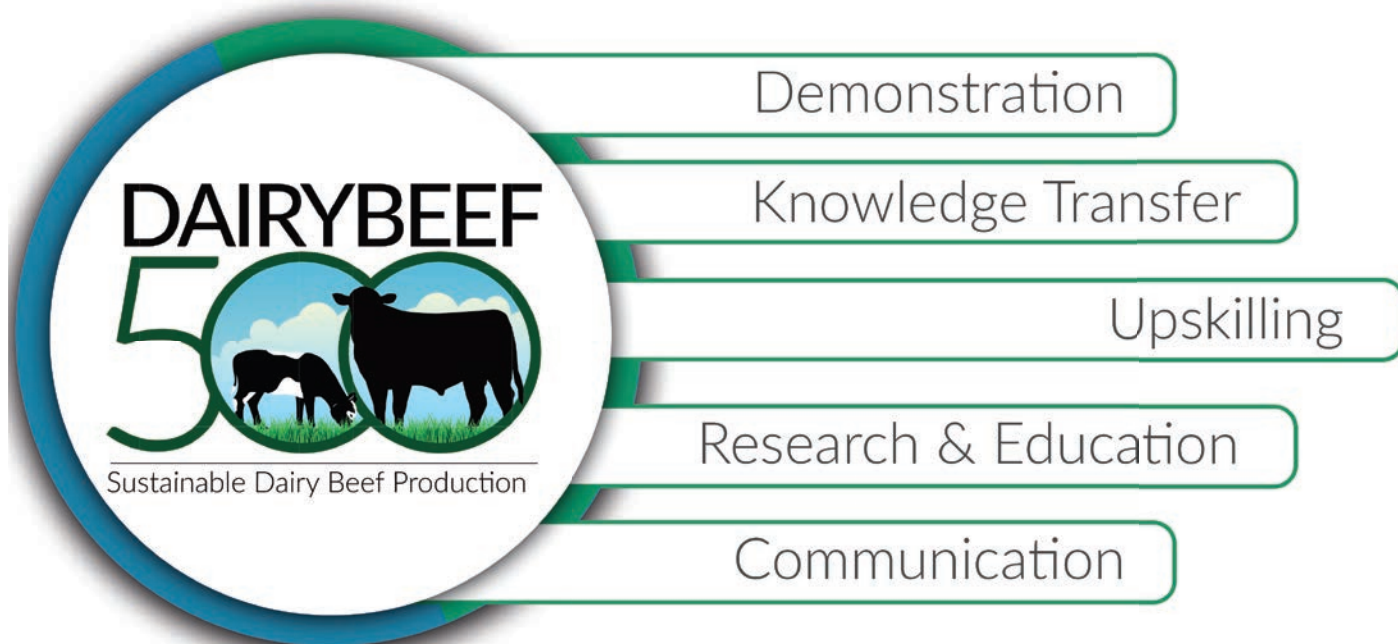 DAIRYBEEF
500
Sustainable Dairy Beef Production
Demonstration
Knowledge Transfer
Upskilling
Research & Education
Communication